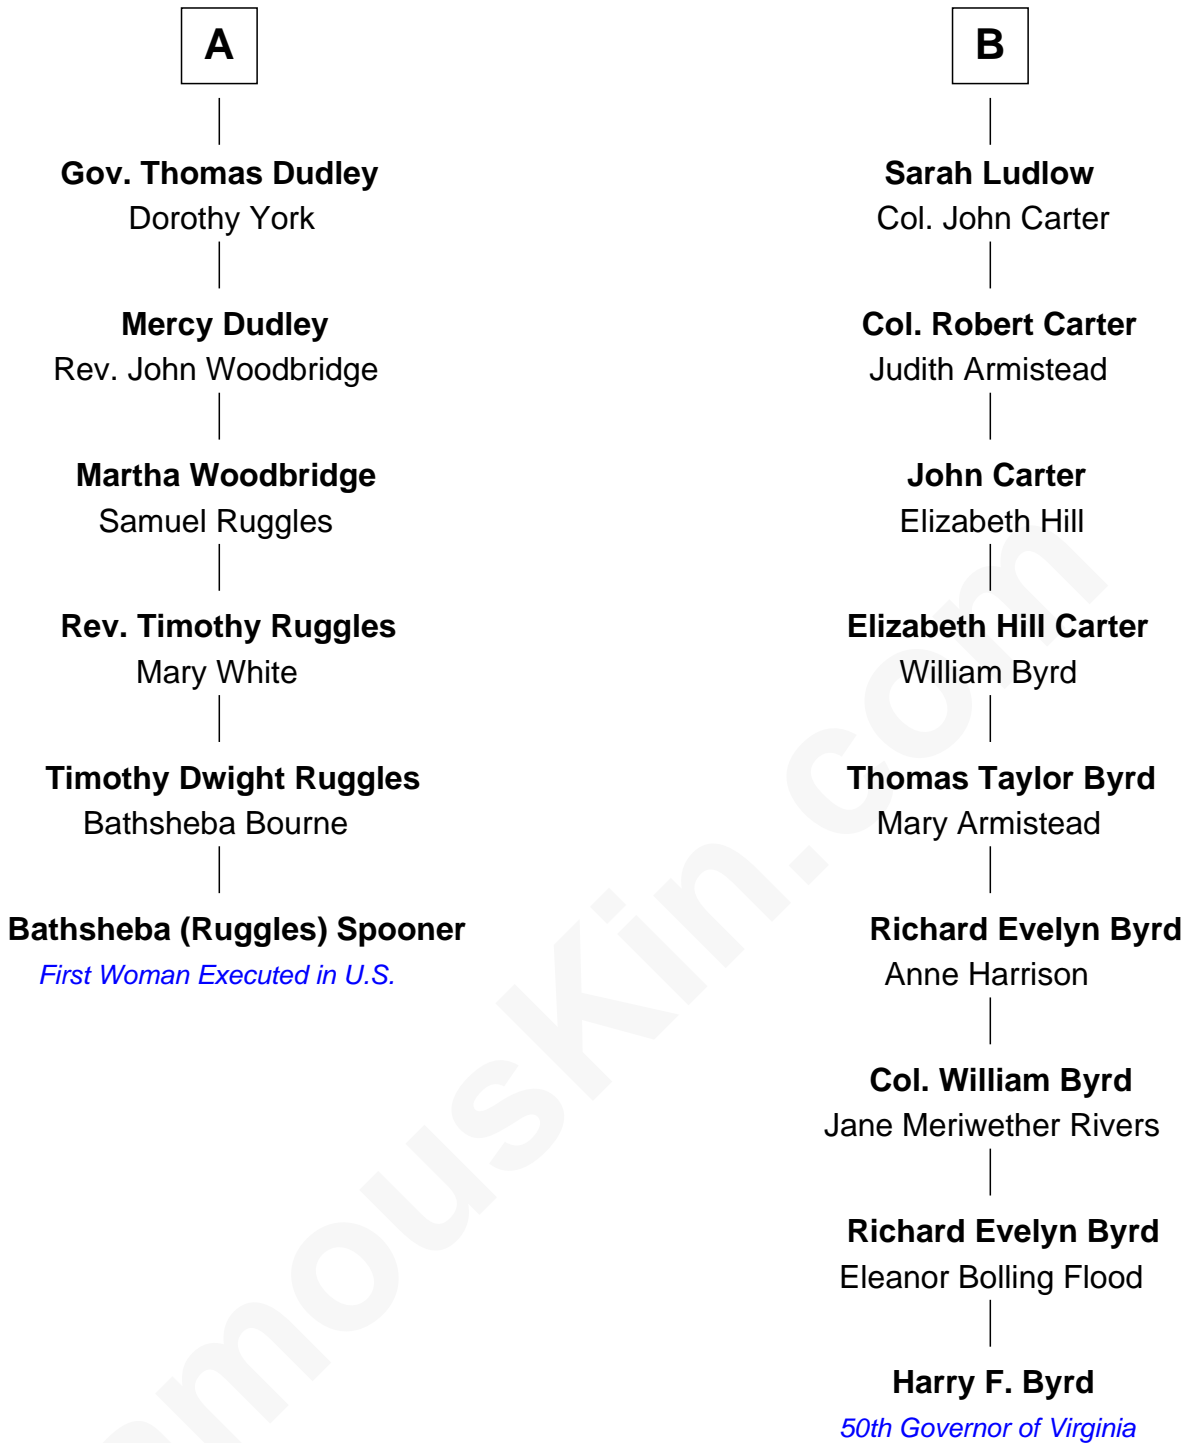 A
Gov. Thomas Dudley
Dorothy York
Mercy Dudley
Rev. John Woodbridge
Martha Woodbridge
Samuel Ruggles
Rev. Timothy Ruggles
Mary White
Timothy Dwight Ruggles
Bathsheba Bourne
Bathsheba (Ruggles) Spooner
First Woman Executed in U.S.
B
Sarah Ludlow
Col. John Carter
Col. Robert Carter
Judith Armistead
John Carter
Elizabeth Hill
Elizabeth Hill Carter
William Byrd
Thomas Taylor Byrd
Mary Armistead
Richard Evelyn Byrd
Anne Harrison
Col. William Byrd
Jane Meriwether Rivers
Richard Evelyn Byrd
Eleanor Bolling Flood
Harry F. Byrd
50th Governor of Virginia
amouskin.com